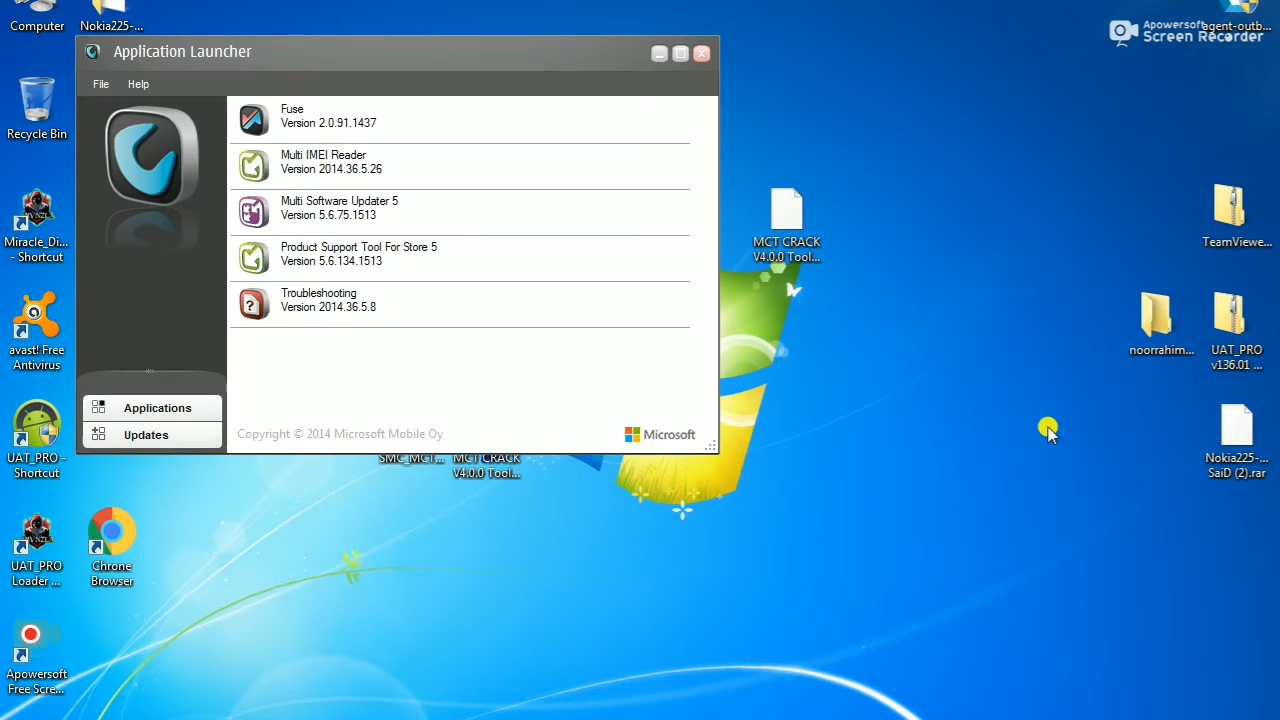 Computer
Nokia225-...
Application Launcher
File
Help
Fuse
Version 2.0.91.1437
Multi IMEI Reader
Version 2014.36.5.26
Multi Software Updater 5
Version 5.6.75.1513
Product Support Tool For Store 5
Version 5.6.134.1513
Troubleshooting
Version 2014.36.5.8
Applications
Updates
Copyright © 2014 Microsoft Mobile Oy
Microsoft
Recycle Bin
Miracle_Di...
- Shortcut
avast! Free
Antivirus
UAT_PRO -
Shortcut
UAT_PRO
Loader ...
Chrone
Browser
Apowersoft
Free Scre...
SMC_MCT...
MCT CRACK
V4.0.0 Tool...
MCT CRACK
V4.0.0 Tool...
Apowersoft
Screen Recorder
agent-outb...
TeamViewe...
noorrahim...
UAT_PRO
v136.01 ...
Nokia225-...
SaiD (2).rar